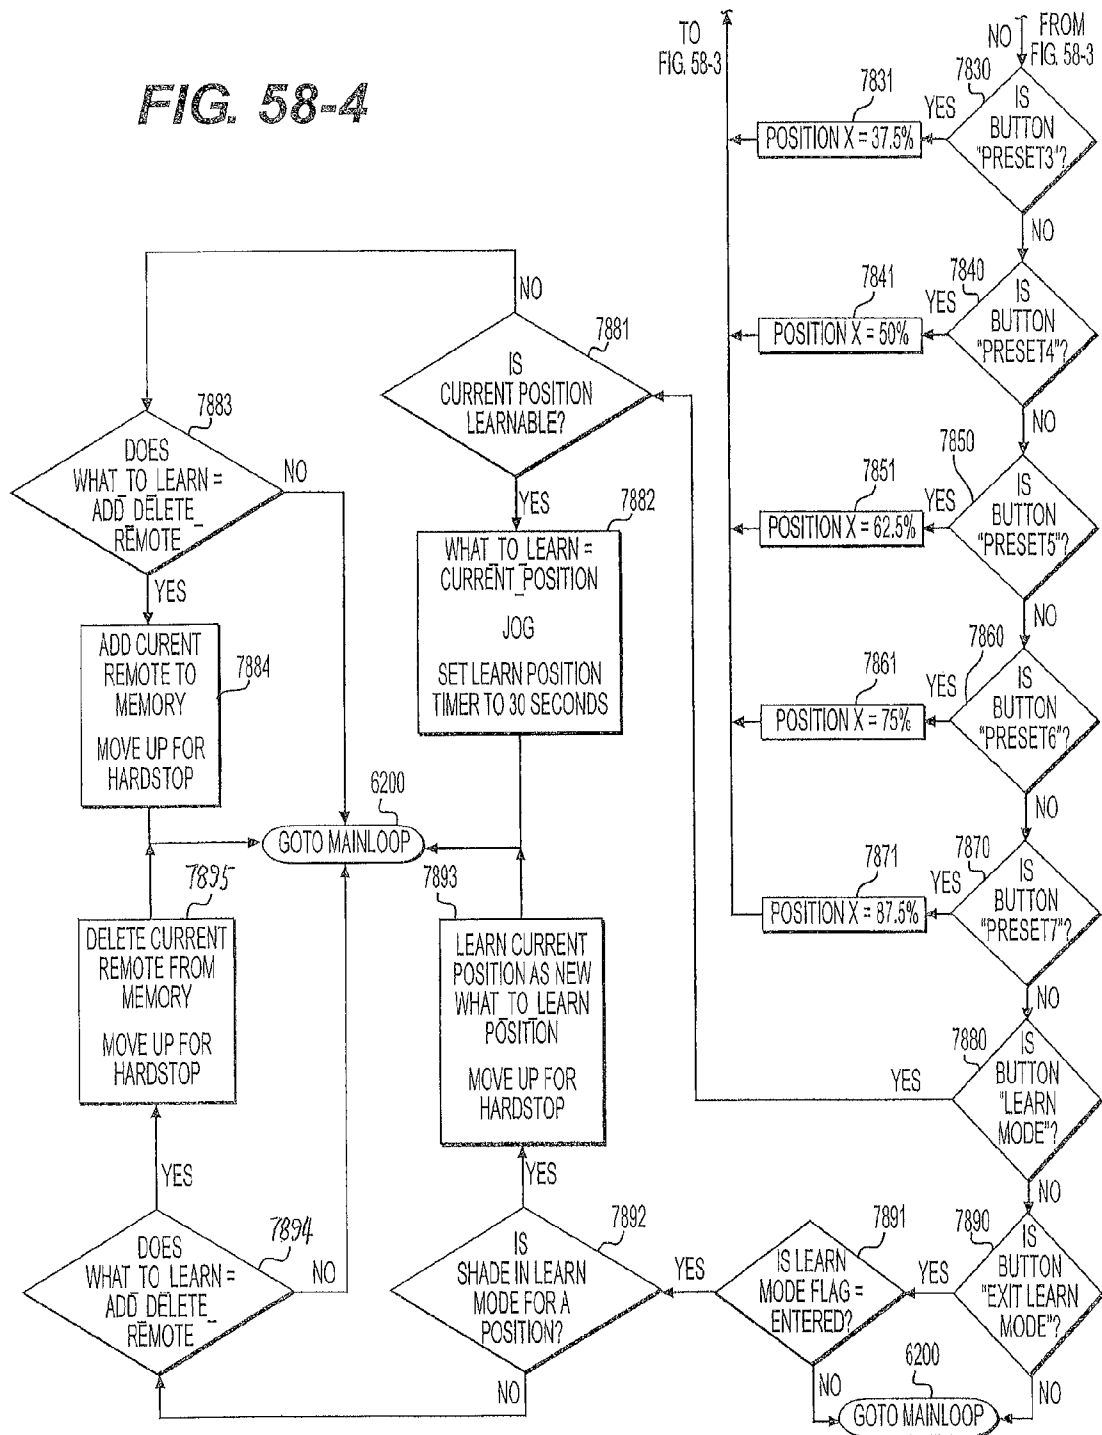 FIG. 58-4
TO
FIG. 58-3
NO
FROM
FIG. 58-3
7830
IS
BUTTON
"PRESET3"?
YES
7831
POSITION X = 37.5%
NO
7840
IS
BUTTON
"PRESET4"?
YES
7841
POSITION X = 50%
NO
7850
IS
BUTTON
"PRESET5"?
YES
7851
POSITION X = 62.5%
NO
7860
IS
BUTTON
"PRESET6"?
YES
7861
POSITION X = 75%
NO
7870
IS
BUTTON
"PRESET7"?
YES
7871
POSITION X = 87.5%
NO
7880
IS
BUTTON
"LEARN
MODE"?
YES
NO
7881
IS
CURRENT POSITION
LEARNABLE?
NO
YES
7882
WHAT_TO_LEARN =
CURRENT_POSITION
JOG
SET LEARN POSITION
TIMER TO 30 SECONDS
7883
DOES
WHAT_TO_LEARN =
ADD_DELETE_
REMOTE
NO
YES
ADD CURENT
REMOTE TO
MEMORY
MOVE UP FOR
HARDSTOP
7884
6200
GOTO MAINLOOP
7895
DELETE CURRENT
REMOTE FROM
MEMORY
MOVE UP FOR
HARDSTOP
YES
7893
LEARN CURRENT
POSITION AS NEW
WHAT_TO_LEARN
POSITION
MOVE UP FOR
HARDSTOP
YES
7894
DOES
WHAT_TO_LEARN =
ADD_DELETE_
REMOTE
NO
7892
IS
SHADE IN LEARN
MODE FOR A
POSITION?
NO
YES
7891
IS LEARN
MODE FLAG =
ENTERED?
NO
YES
7890
IS
BUTTON
"EXIT LEARN
MODE"?
NO
6200
GOTO MAINLOOP